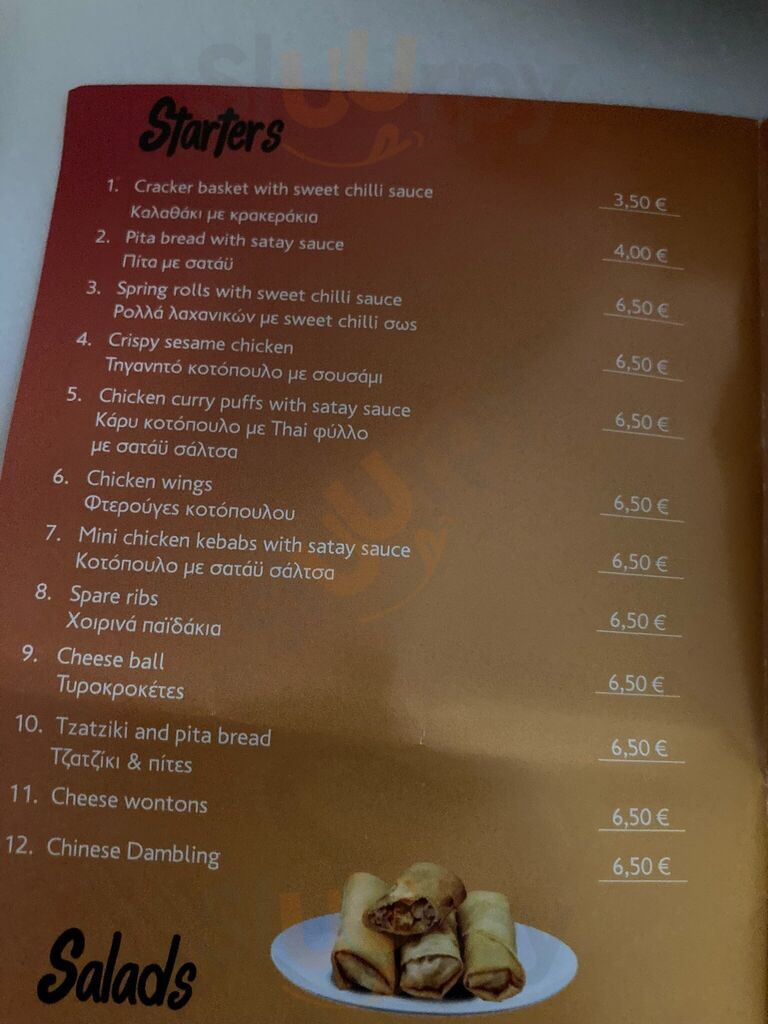 Sluurpy
Starters
1. Cracker basket with sweet chilli sauce 3,50 €
Καλαθάκι με κρακεράκια
2. Pita bread with satay sauce 4,00 €
Πίτα με σατάϋ
3. Spring rolls with sweet chilli sauce 6,50 €
Ρολλά λαχανικών με sweet chilli σως
4. Crispy sesame chicken 6,50 €
Τηγανητό κοτόπουλο με σουσάμι
5. Chicken curry puffs with satay sauce 6,50 €
Κάρυ κοτόπουλο με Thai φύλλο
με σατάϋ σάλτσα
6. Chicken wings 6,50 €
Φτερούγες κοτόπουλου
7. Mini chicken kebabs with satay sauce 6,50 €
Κοτόπουλο με σατάϋ σάλτσα
8. Spare ribs 6,50 €
Χοιρινά παϊδάκια
9. Cheese ball 6,50 €
Τυροκροκέτες
10. Tzatziki and pita bread 6,50 €
Τζατζίκι & πίτες
11. Cheese wontons 6,50 €
12. Chinese Dambling 6,50 €
Salads